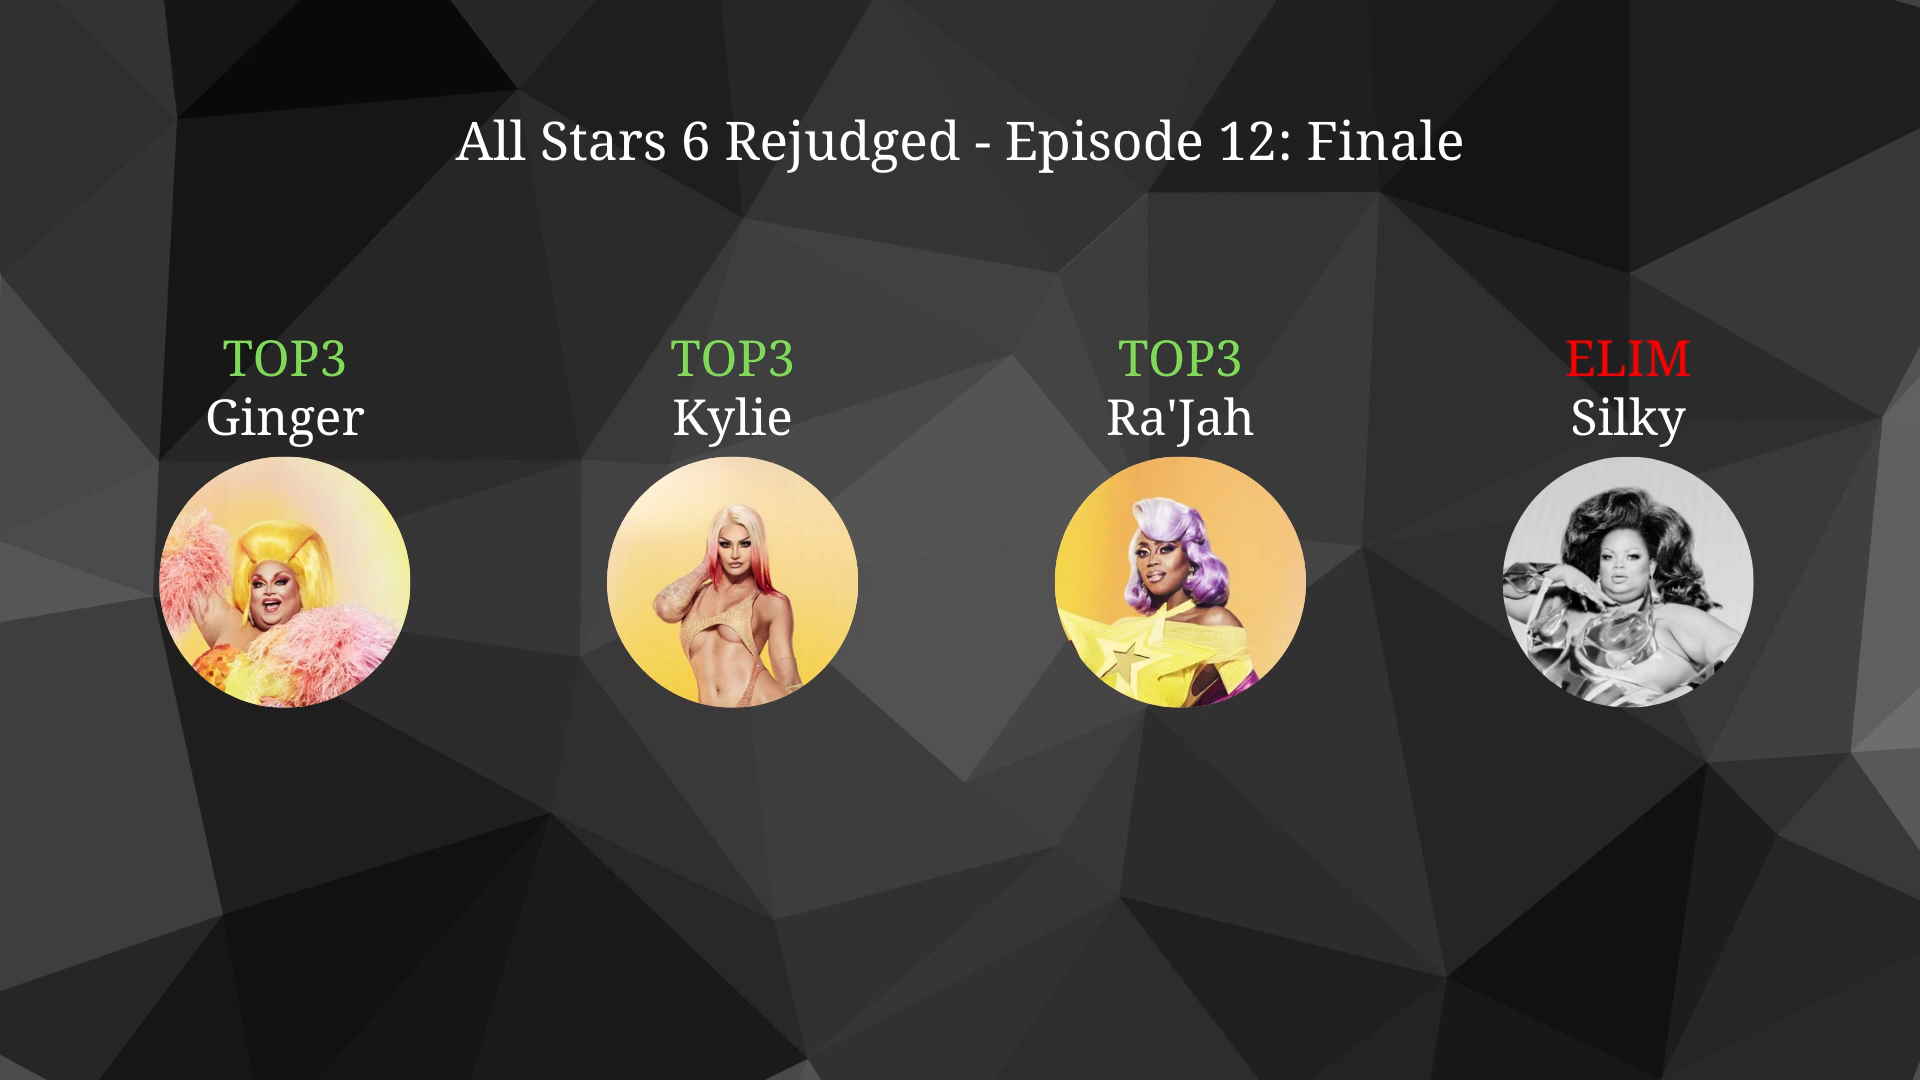 All Stars 6 Rejudged - Episode 12: Finale
TOP3
Ginger
TOP3
Kylie
TOP3
Ra'Jah
ELIM
Silky